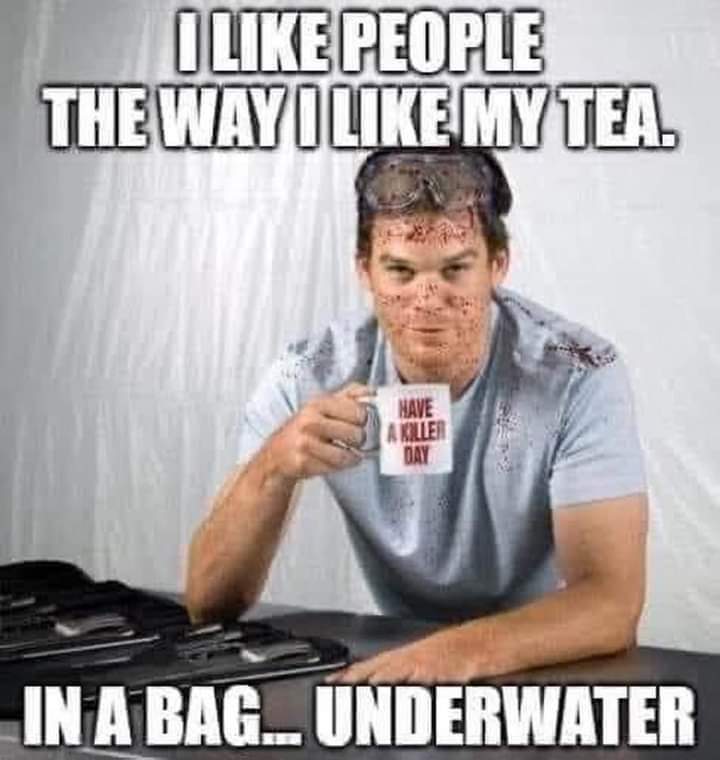 I LIKE PEOPLE
THE WAY I LIKE MY TEA.
HAVE
A KILLER
DAY
IN A BAG... UNDERWATER